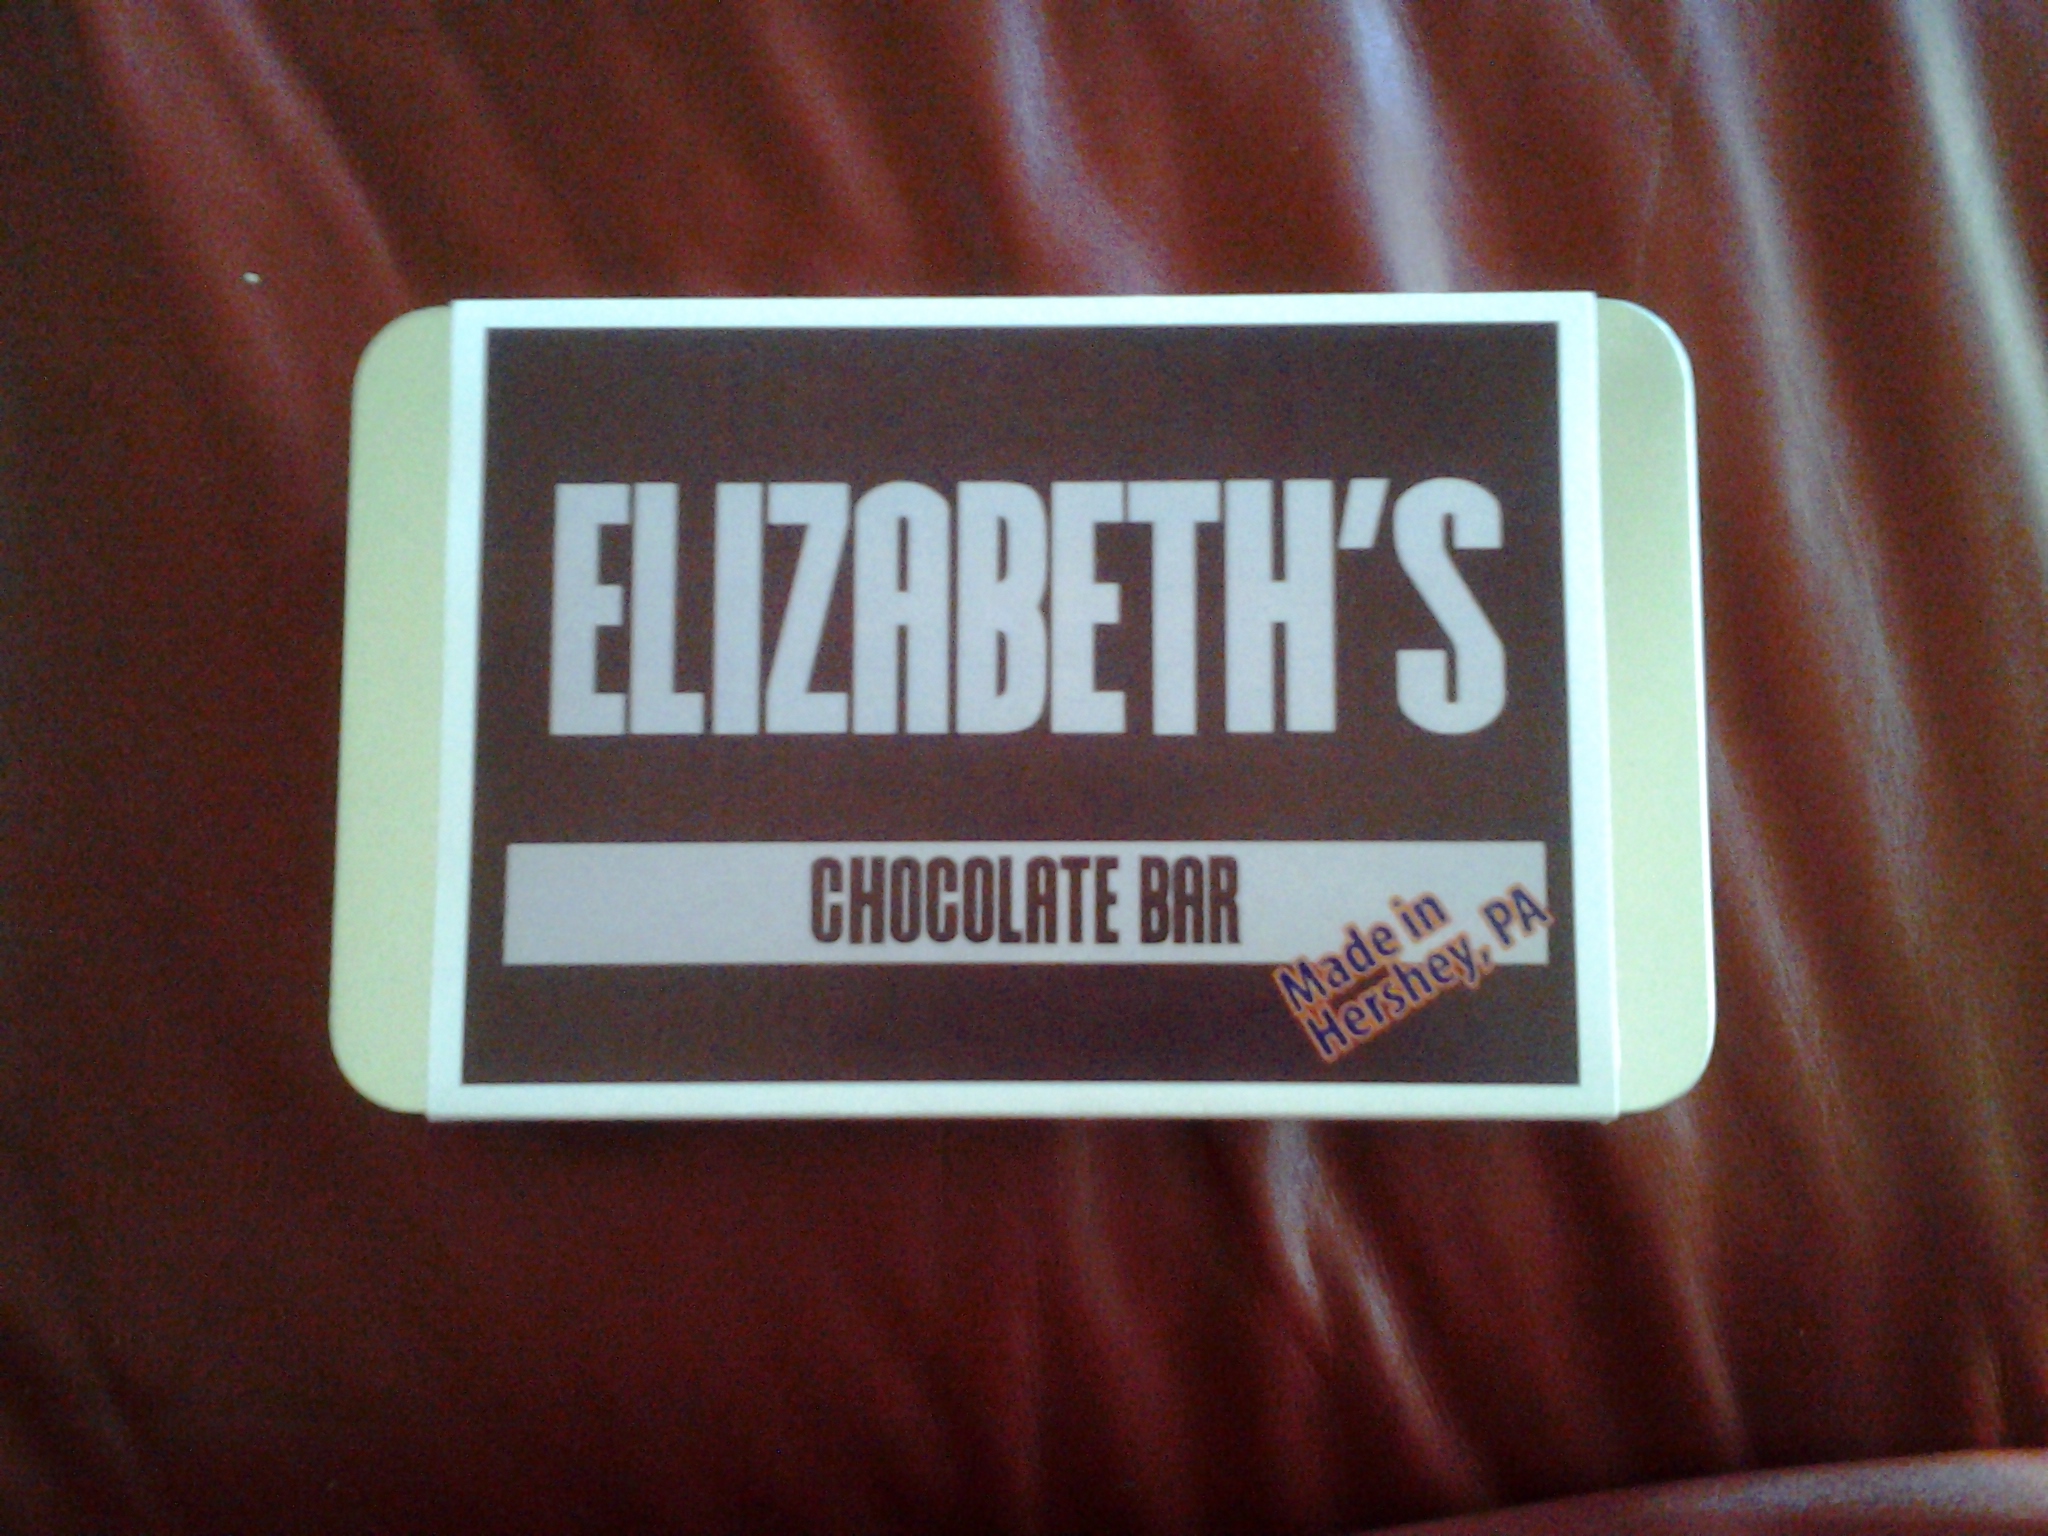 ELIZABETH'S
CHOCOLATE BAR
Made in
Hershey, PA